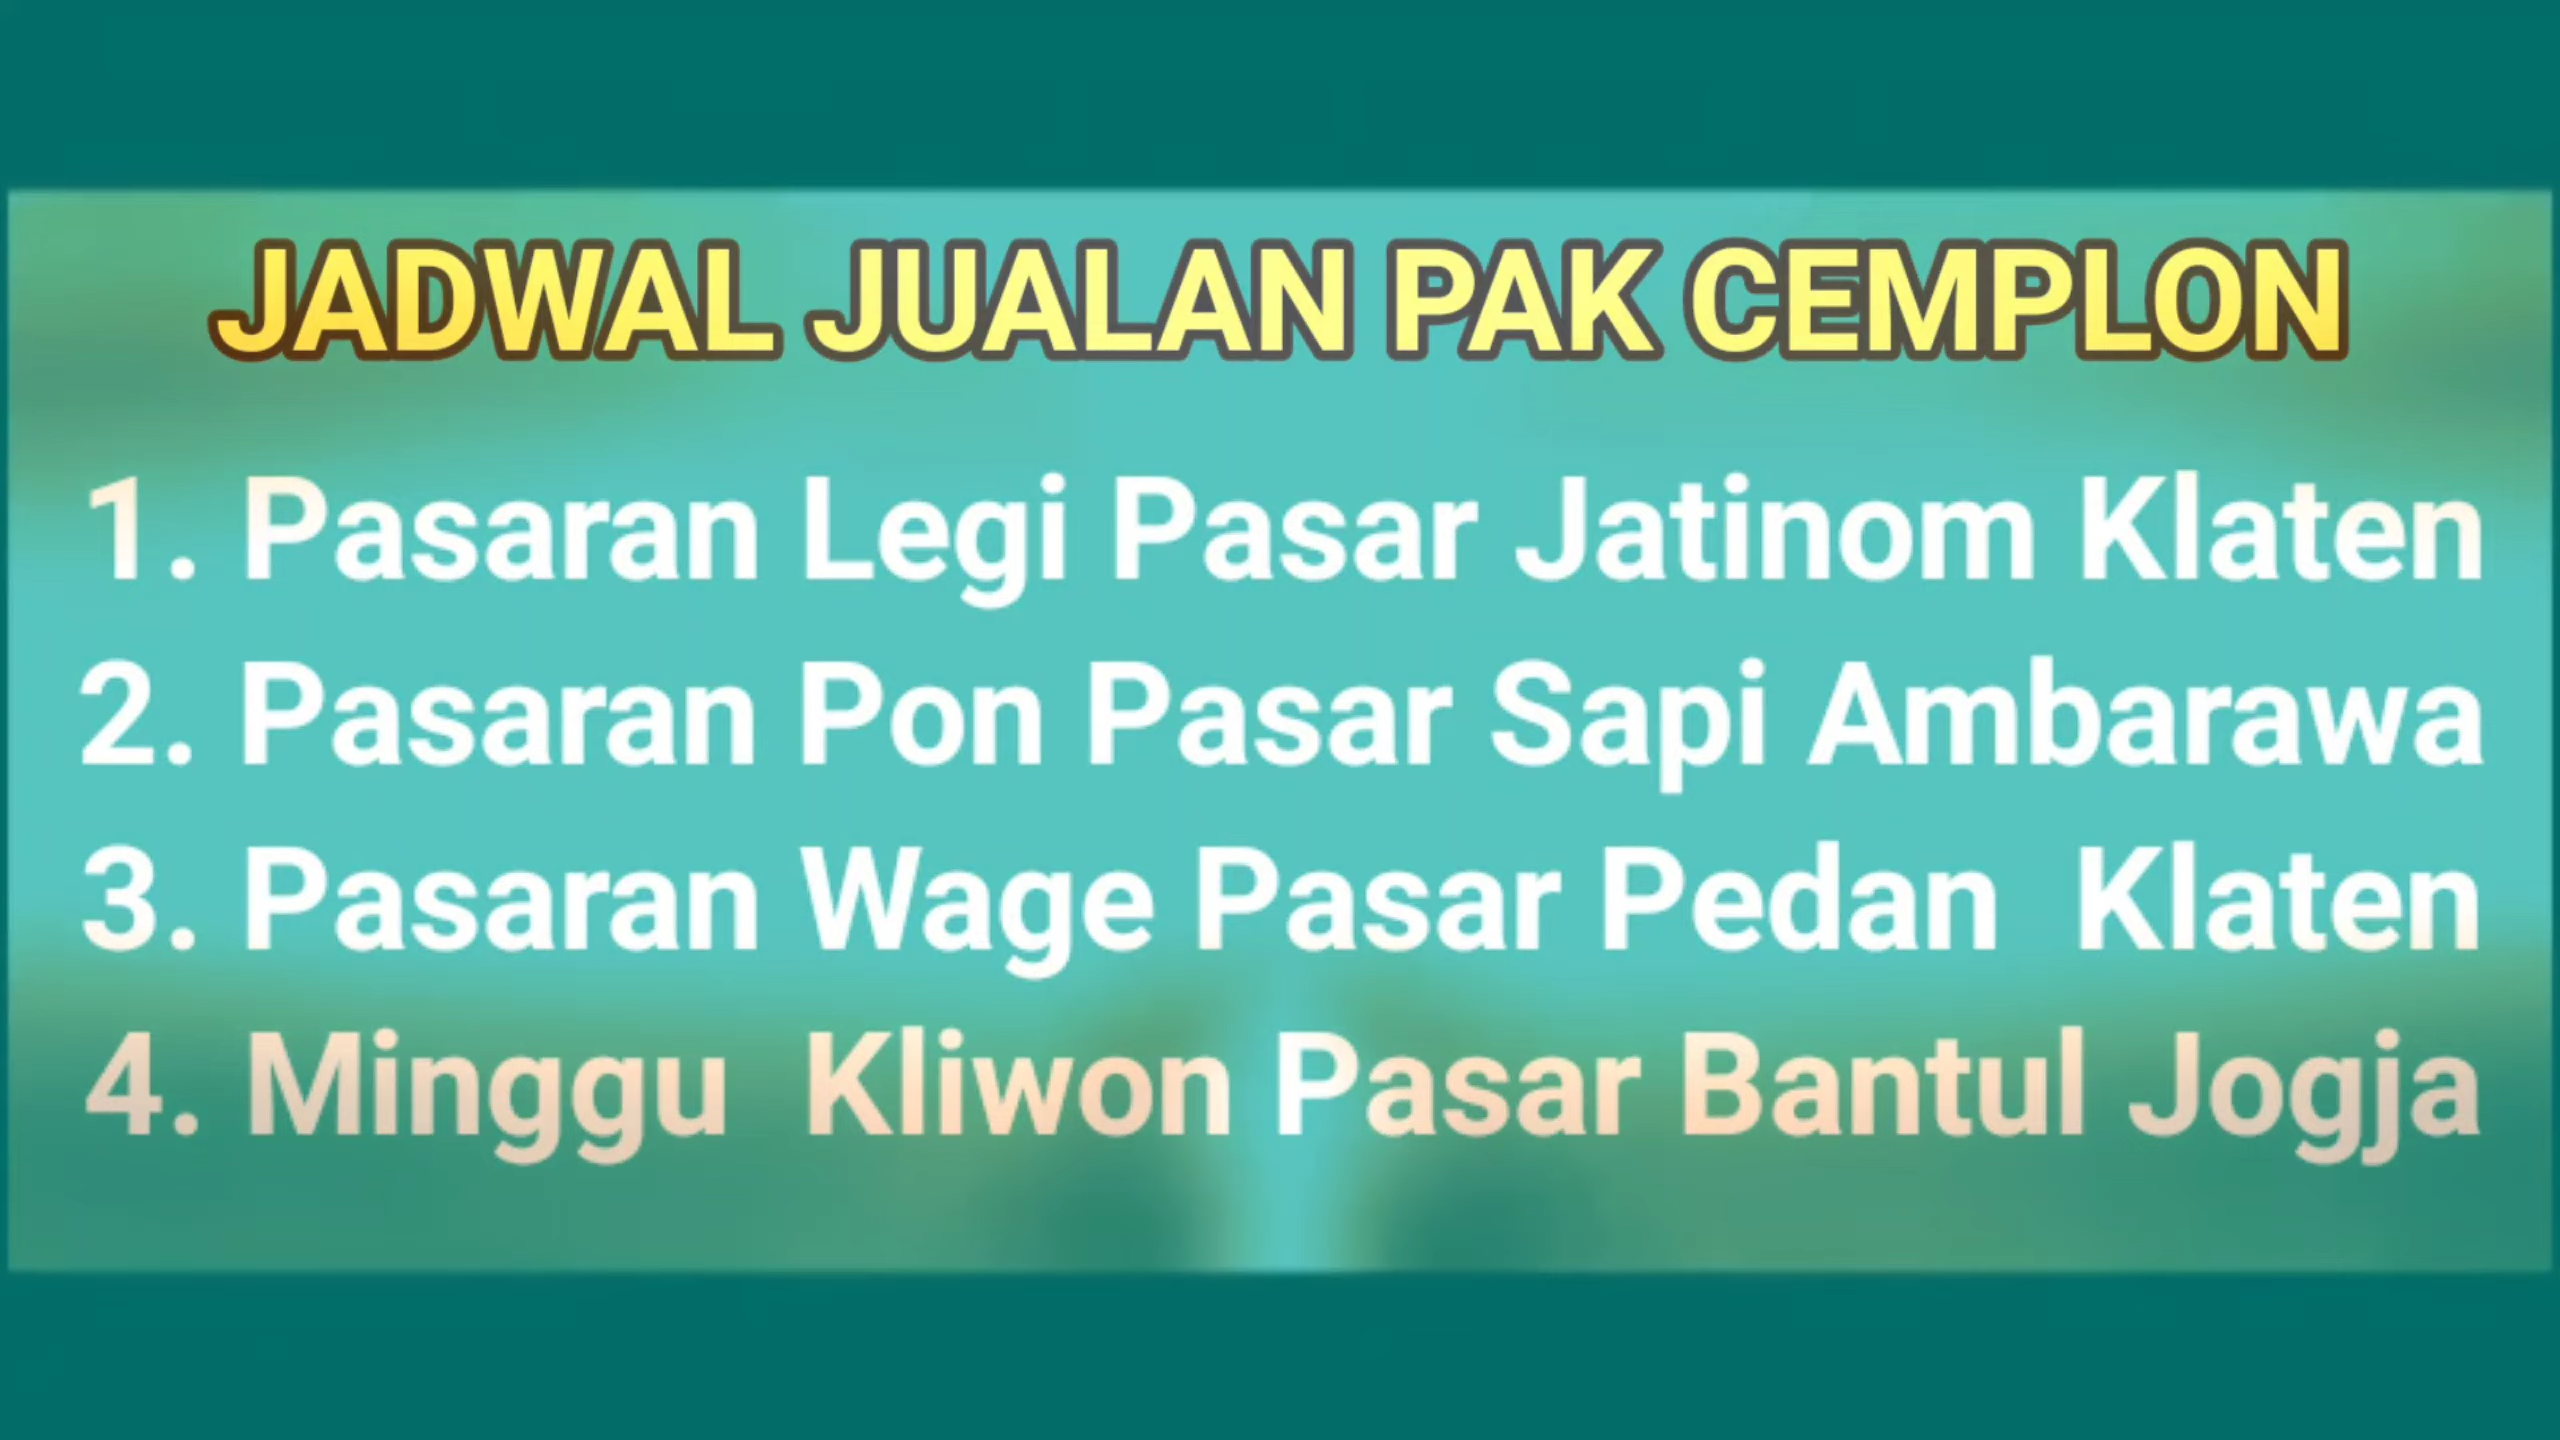 JADWAL JUALAN PAK CEMPLON
1. Pasaran Legi Pasar Jatinom Klaten
2. Pasaran Pon Pasar Sapi Ambarawa
3. Pasaran Wage Pasar Pedan  Klaten
4. Minggu  Kliwon Pasar Bantul Jogja